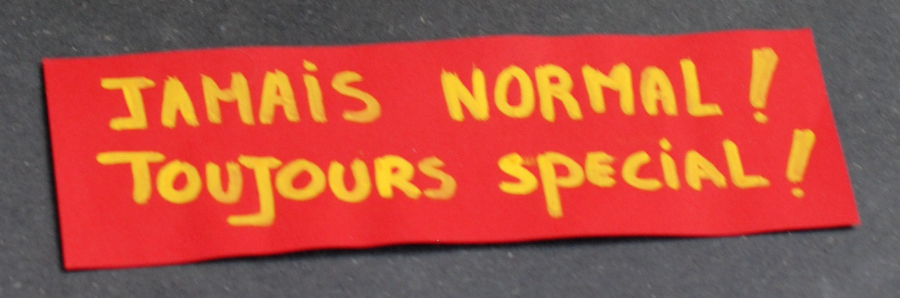 JAMAiS NORMAL !
TOUJOURS SPECiAL !